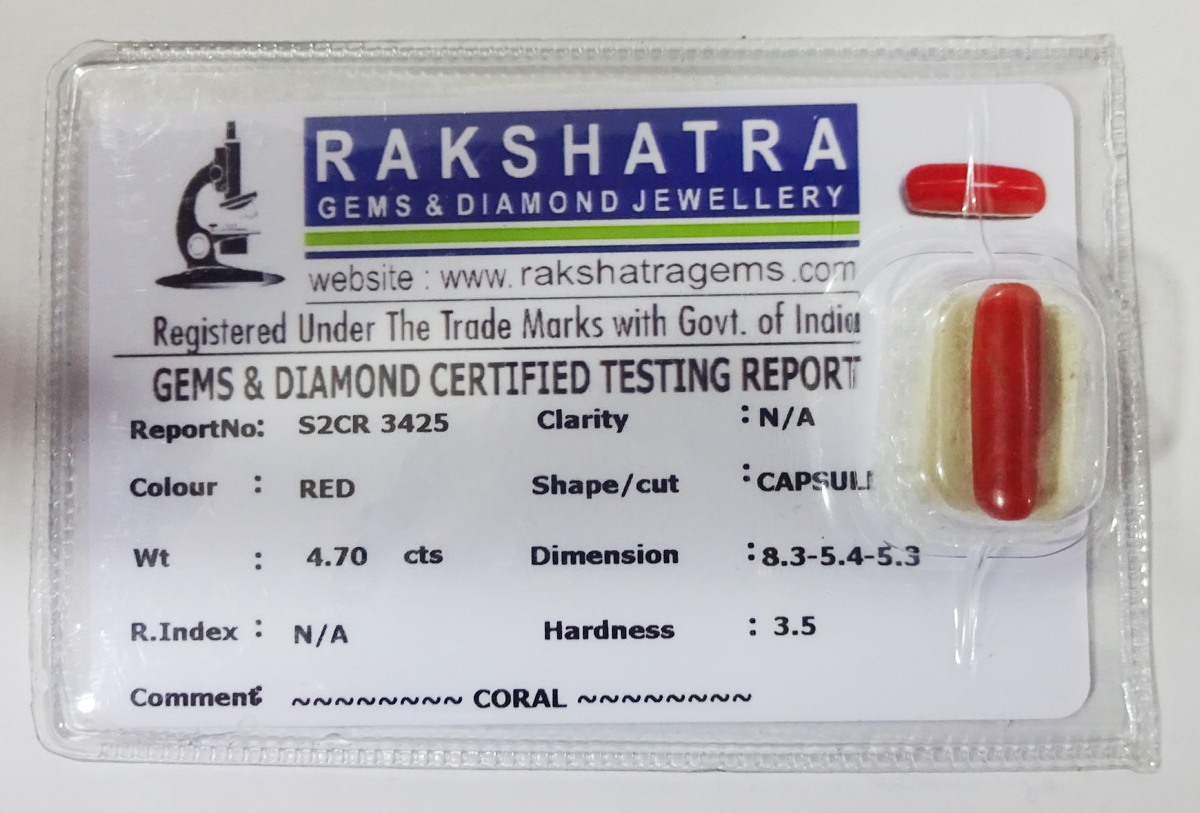 RAKSHATRA
GEMS & DIAMOND JEWELLERY
website : www. rakshatragems .com
Registered Under The Trade Marks with Govt. of India
GEMS & DIAMOND CERTIFIED TESTING REPORT
ReportNo: S2CR 3425 Clarity : N/A
Colour : RED Shape/cut :
Wt : 4.70 cts Dimension : 8.3-5.4-5.3
R.Index : N/A Hardness : 3.5
Comment: ~~~~~~~~ CORAL ~~~~~~~~